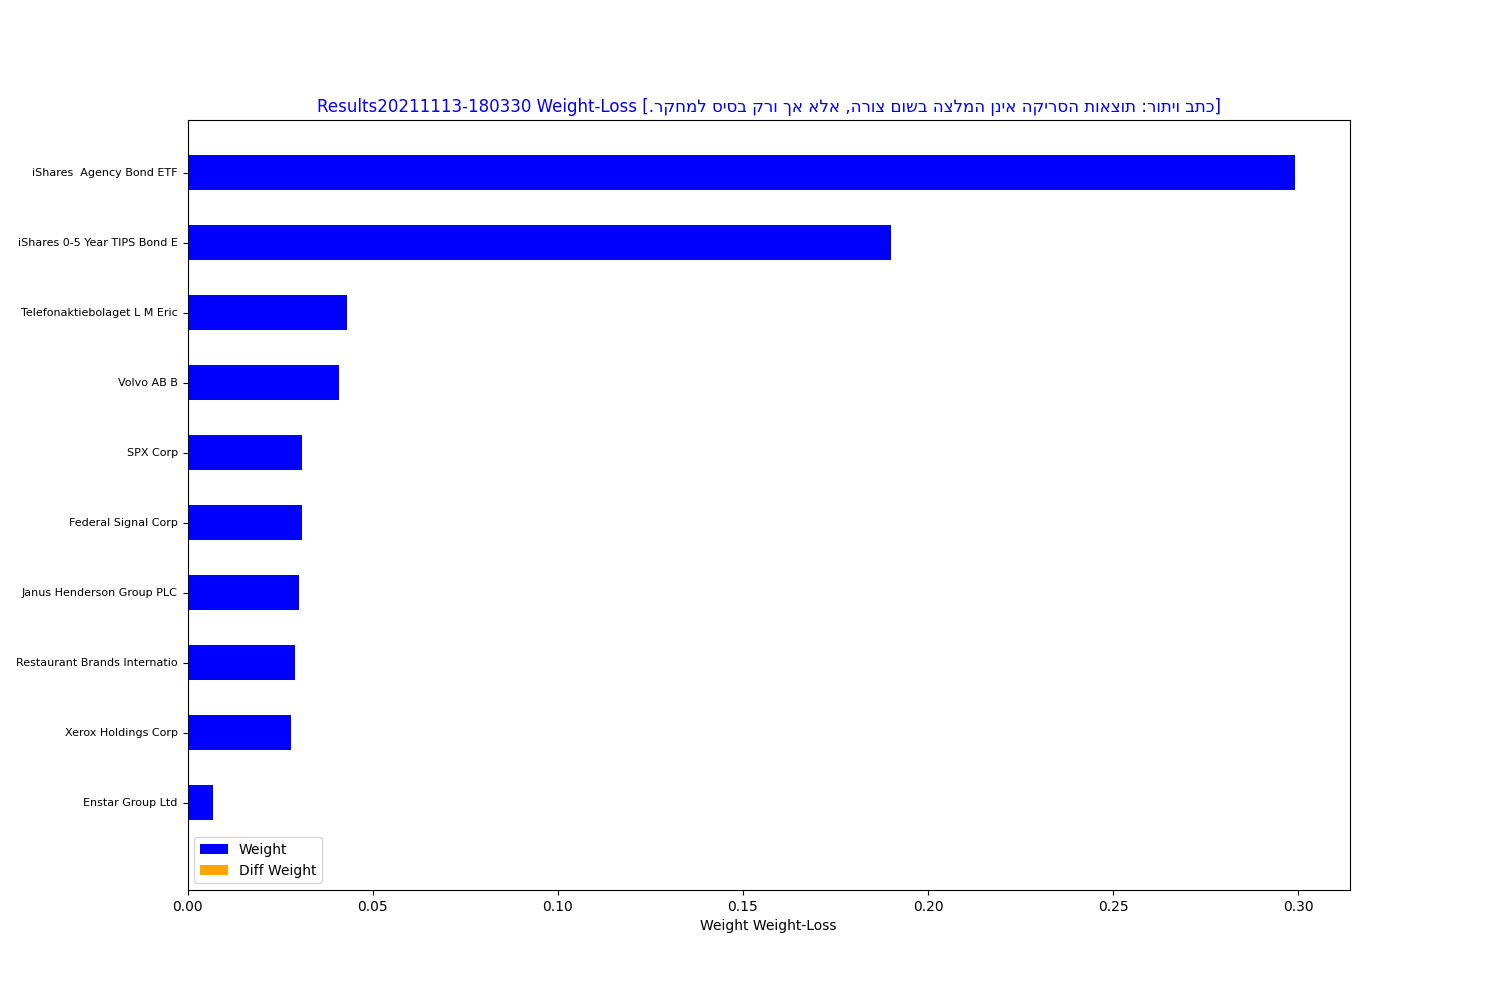 Results20211113-180330 Weight-Loss [כתב ויתור: תוצאות הסריקה אינן המלצה בשום צורה, אלא אך ורק בסיס למחקר.]
iShares  Agency Bond ETF
iShares 0-5 Year TIPS Bond E
Telefonaktiebolaget L M Eric
Volvo AB B
SPX Corp
Federal Signal Corp
Janus Henderson Group PLC
Restaurant Brands Internatio
Xerox Holdings Corp
Enstar Group Ltd
Weight
Diff Weight
0.00 0.05 0.10 0.15 0.20 0.25 0.30
Weight Weight-Loss